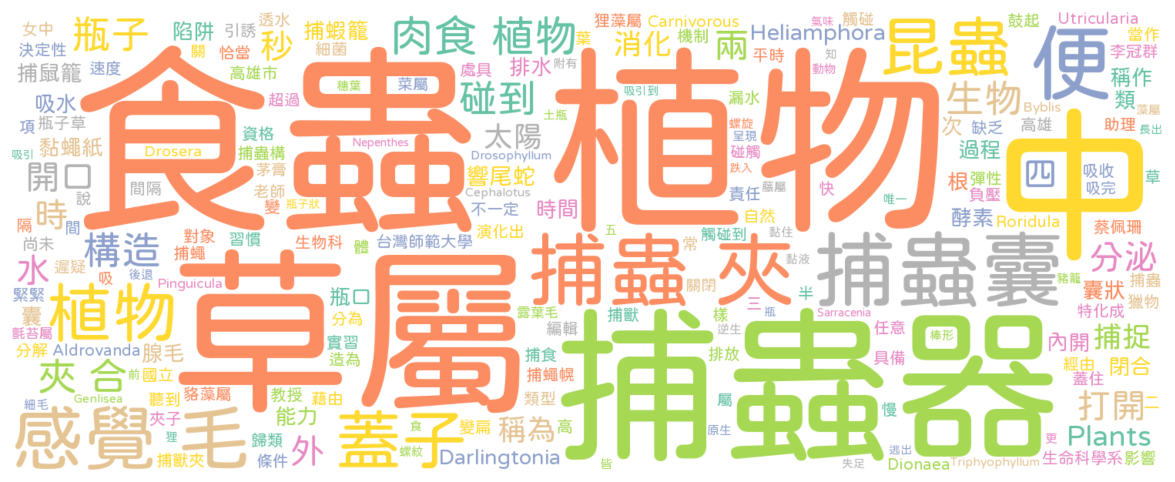 女中
瓶子
陷阱
引誘
透水
秒
捕蝦籠
肉食 植物
葉
狸藻屬
Carnivorous
氣味
觸碰
鼓起
Utricularia
決定性
關
恰當
細菌
消化
機制
兩
Heliamphora
昆蟲
便
當作
李冠群
捕鼠籠
速度
高雄市
處具
排水
附有
平時
知
動物
稱作
吸水
超過
穗葉
菜屬
碰到
吸引到
漏水
生物
類
項
瓶子草
資格
食蟲 植物
土瓶
螺旋
呈現
次
Byblis
缺乏
高雄
藻屬
助理
長出
黏蠅紙
Drosera
捕蟲構
Nepenthes
太陽
Drosophyllum
碰觸
跌入
中
四
吸收
吸完
過程
彈性
草
吸引
開口
間隔
茅膏
響尾蛇
Cephalotus
責任
藤屬
快
根
負壓
說
老師
瓶子狀
不一定
時間
自然
唯一
酵素
Roridula
蔡佩珊
隔
時
間
變
對象
習慣
生物科
體
台灣師範大學
演化出
五
觸碰到
常
黏住
尚未
構造
捕蠅
草屬
捕蟲 夾
捕蟲囊
分泌
水
遲疑
吸
後退
Pinguicula
瓶口
露葉毛
關閉
黏液
豬籠
捕蟲
囊狀
獵物
緊緊
囊
植物
分為
編輯
捕獸
三
瓶
半
特化成
Sarracenia
氈苔屬
分解
Aldrovanda
腺毛
實習
造為
捕食
捕蟲器
樣
逆生
任意
棒形
內開
捕捉
夾 合
前
國立
貉藻屬
教授
藉由
捕蠅幌
排放
具備
經由
閉合
Genlisea
聽到
能力
類型
屬
慢
蓋住
細毛
感覺 毛
夾子
歸類
蓋子
食
變扁
稱為
高
打開
二
狸
捕獸夾
條件
外
螺紋
Darlingtonia
皆
原生
失足
逃出
Dionaea
Triphyophyllum
更
Plants
生命科學系
影響